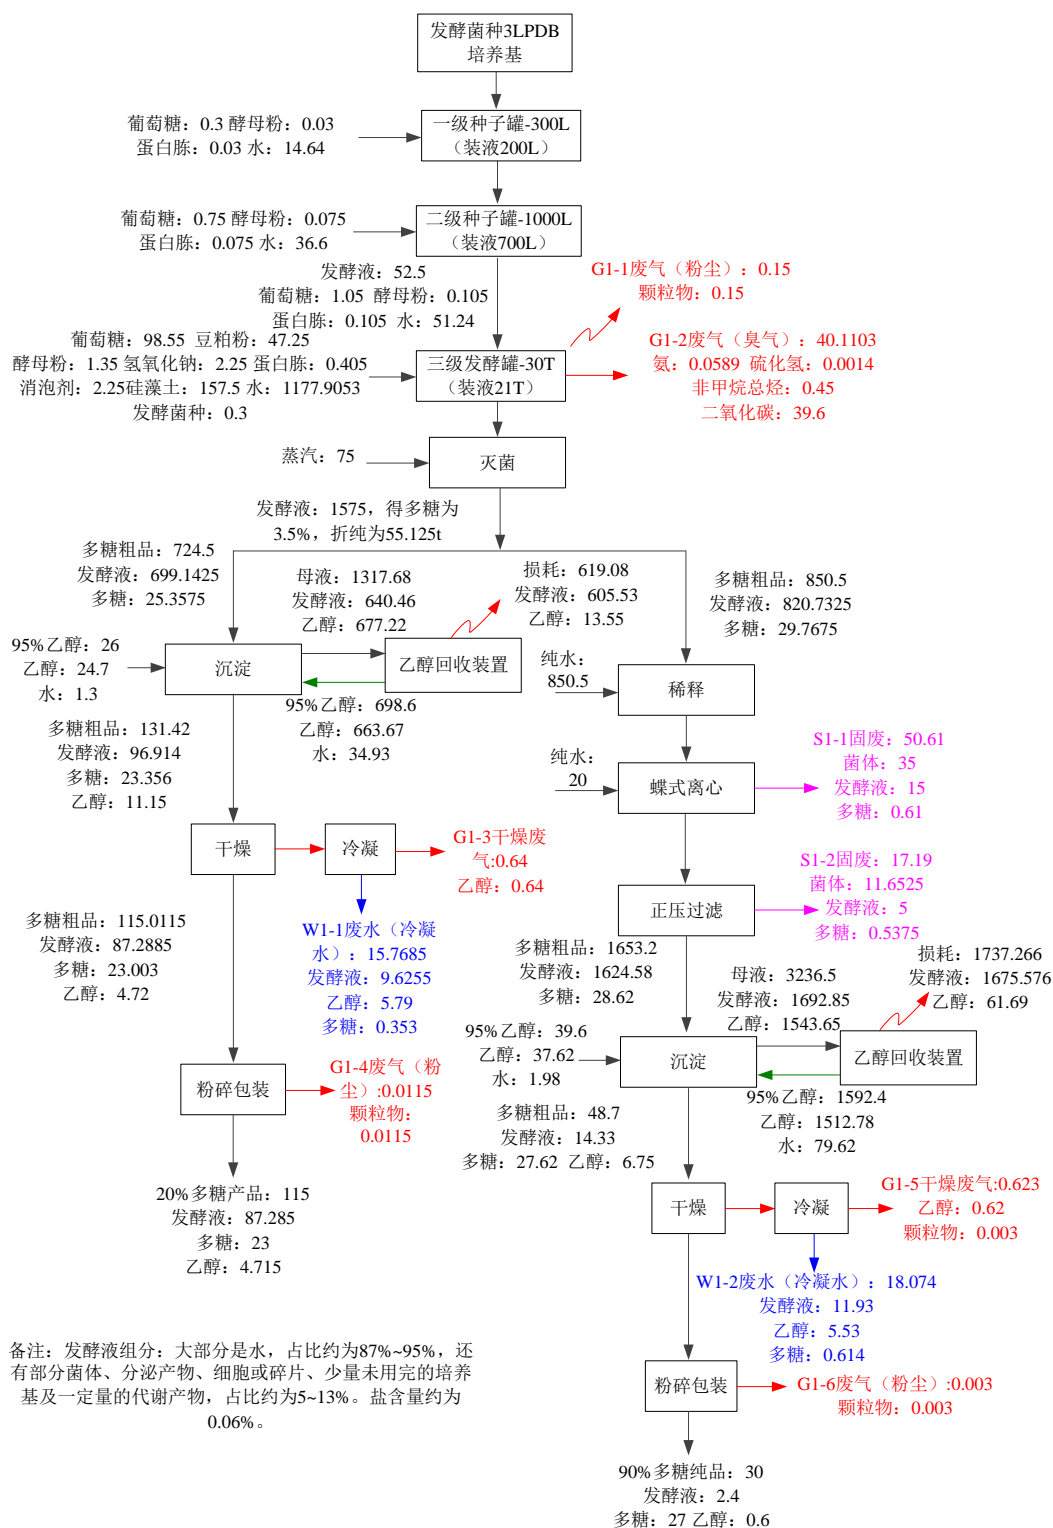 发酵菌种3LPDB
培养基
葡萄糖：0.3 酵母粉：0.03
蛋白胨：0.03 水：14.64
一级种子罐-300L
（装液200L）
葡萄糖：0.75 酵母粉：0.075
蛋白胨：0.075 水：36.6
二级种子罐-1000L
（装液700L）
发酵液：52.5
葡萄糖：1.05 酵母粉：0.105
蛋白胨：0.105 水：51.24
G1-1废气（粉尘）：0.15
颗粒物：0.15
葡萄糖：98.55 豆粕粉：47.25
酵母粉：1.35 氢氧化钠：2.25 蛋白胨：0.405
消泡剂：2.25硅藻土：157.5 水：1177.9053
发酵菌种：0.3
三级发酵罐-30T
（装液21T）
G1-2废气（臭气）：40.1103
氨：0.0589 硫化氢：0.0014
非甲烷总烃：0.45
二氧化碳：39.6
蒸汽：75
灭菌
发酵液：1575，得多糖为
3.5%，折纯为55.125t
多糖粗品：724.5
发酵液：699.1425
多糖：25.3575
母液：1317.68
发酵液：640.46
乙醇：677.22
损耗：619.08
发酵液：605.53
乙醇：13.55
多糖粗品：850.5
发酵液：820.7325
多糖：29.7675
95%乙醇：26
乙醇：24.7
水：1.3
沉淀
乙醇回收装置
95%乙醇：698.6
乙醇：663.67
水：34.93
纯水：
850.5
稀释
多糖粗品：131.42
发酵液：96.914
多糖：23.356
乙醇：11.15
纯水：
20
蝶式离心
S1-1固废：50.61
菌体：35
发酵液：15
多糖：0.61
干燥
冷凝
G1-3干燥废
气:0.64
乙醇：0.64
S1-2固废：17.19
菌体：11.6525
发酵液：5
多糖：0.5375
正压过滤
多糖粗品：115.0115
发酵液：87.2885
多糖：23.003
乙醇：4.72
W1-1废水（冷凝
水）：15.7685
发酵液：9.6255
乙醇：5.79
多糖：0.353
多糖粗品：1653.2
发酵液：1624.58
多糖：28.62
母液：3236.5
发酵液：1692.85
乙醇：1543.65
损耗：1737.266
发酵液：1675.576
乙醇：61.69
95%乙醇：39.6
乙醇：37.62
水：1.98
沉淀
乙醇回收装置
95%乙醇：1592.4
乙醇：1512.78
水：79.62
粉碎包装
G1-4废气（粉
尘）:0.0115
颗粒物：
0.0115
多糖粗品：48.7
发酵液：14.33
多糖：27.62 乙醇：6.75
20%多糖产品：115
发酵液：87.285
多糖：23
乙醇：4.715
干燥
冷凝
G1-5干燥废气:0.623
乙醇：0.62
颗粒物：0.003
W1-2废水（冷凝水）：18.074
发酵液：11.93
乙醇：5.53
多糖：0.614
备注：发酵液组分：大部分是水，占比约为87%~95%，还
有部分菌体、分泌产物、细胞或碎片、少量未用完的培养
基及一定量的代谢产物，占比约为5~13%。盐含量约为
0.06%。
粉碎包装
G1-6废气（粉尘）:0.003
颗粒物：0.003
90%多糖纯品：30
发酵液：2.4
多糖：27 乙醇：0.6